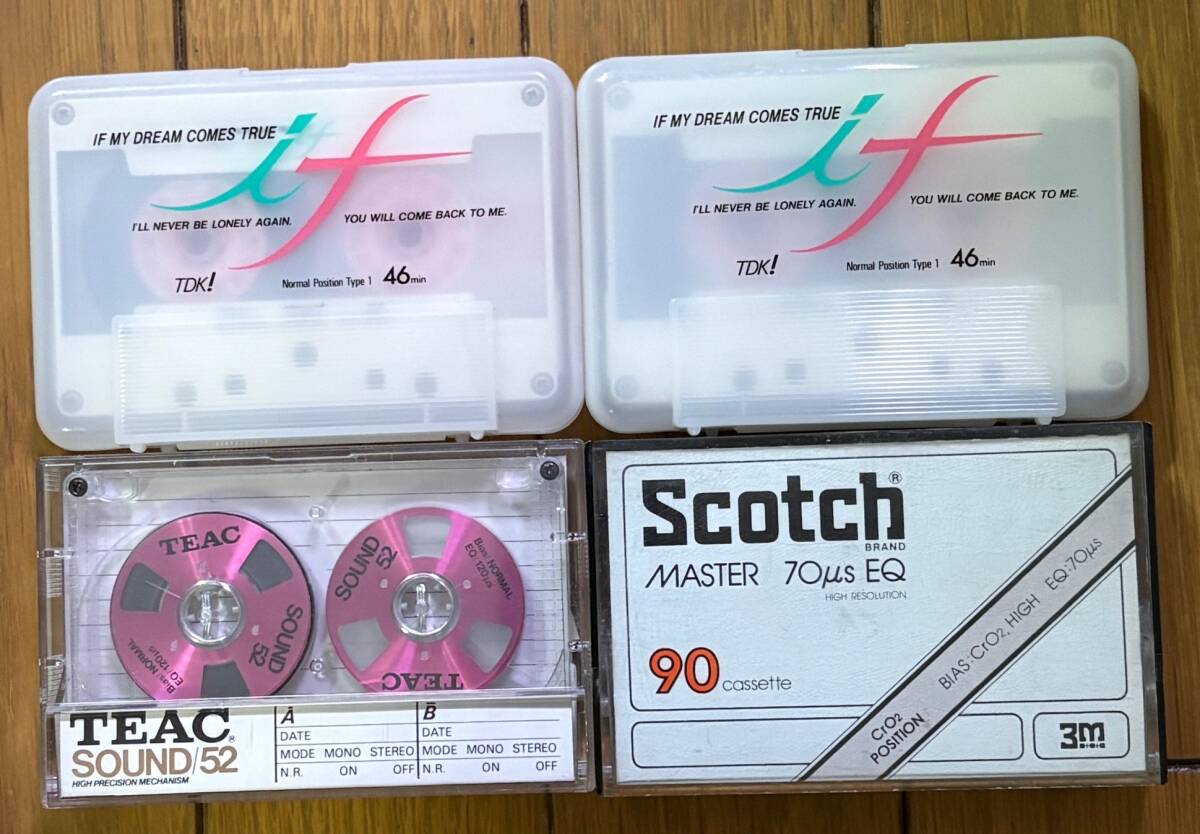 IF MY DREAM COMES TRUE
if
I'LL NEVER BE LONELY AGAIN.
YOU WILL COME BACK TO ME.
TDK!
Normal Position Type 1 46min
IF MY DREAM COMES TRUE
if
I'LL NEVER BE LONELY AGAIN.
YOU WILL COME BACK TO ME.
TDK!
Normal Position Type 1 46min
TEAC
SOUND 52
Bias/NORMAL
EQ/120μs
SOUND 52
Bias/NORMAL
EQ/120μs
TEAC
TEAC®
SOUND/52
HIGH PRECISION MECHANISM
A
DATE
MODE MONO STEREO
N.R. ON OFF
B
DATE
MODE MONO STEREO
N.R. ON OFF
Scotch®
BRAND
MASTER 70μs EQ
HIGH RESOLUTION
90 cassette
CrO2
POSITION
BIAS:CrO2, HIGH EQ:70μs
3m